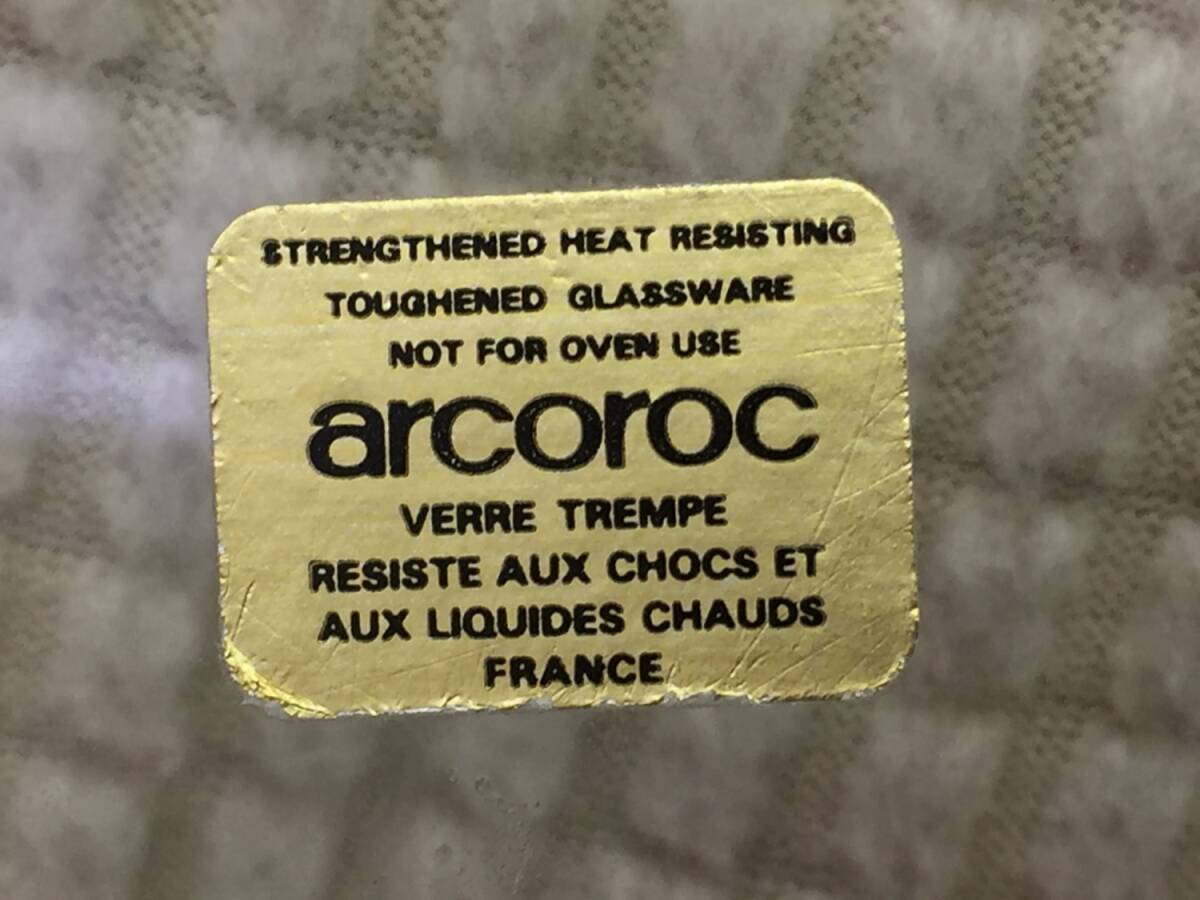 STRENGTHENED HEAT RESISTING
TOUGHENED GLASSWARE
NOT FOR OVEN USE
arcoroc
VERRE TREMPE
RESISTE AUX CHOCS ET
AUX LIQUIDES CHAUDS
FRANCE